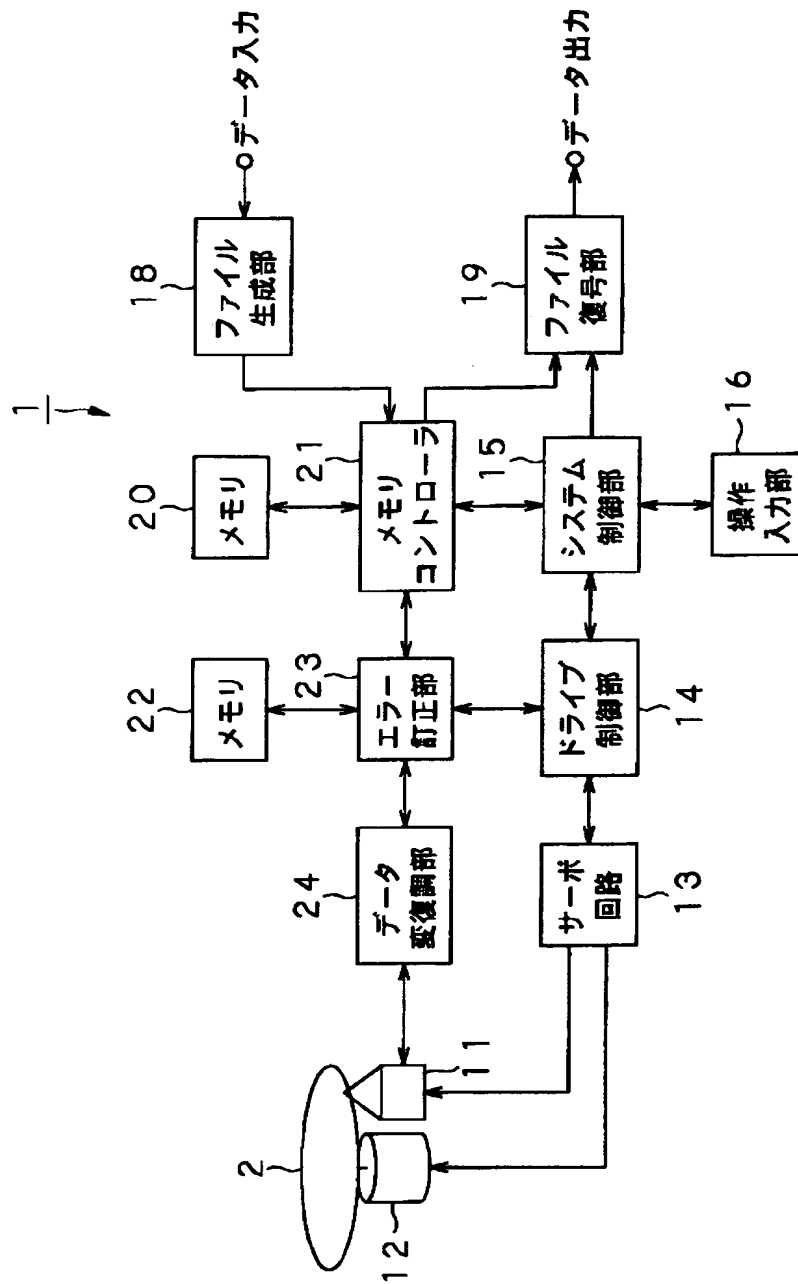 1
2
12
11
24
データ
変復調部
22
メモリ
23
エラー
訂正部
20
メモリ
21
メモリ
コントローラ
18
ファイル
生成部
データ入力
13
サーボ
回路
14
ドライブ
制御部
15
システム
制御部
16
操作
入力部
19
ファイル
復号部
データ出力